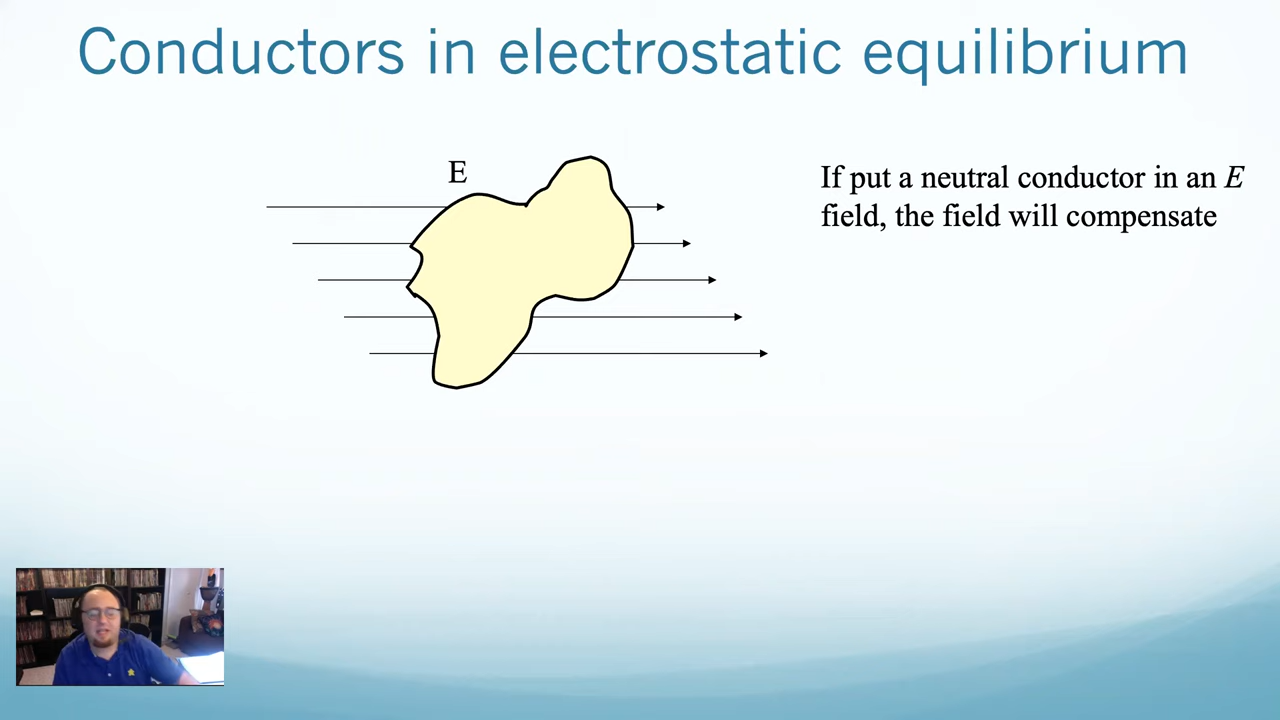 Conductors in electrostatic equilibrium
E
If put a neutral conductor in an E
field, the field will compensate